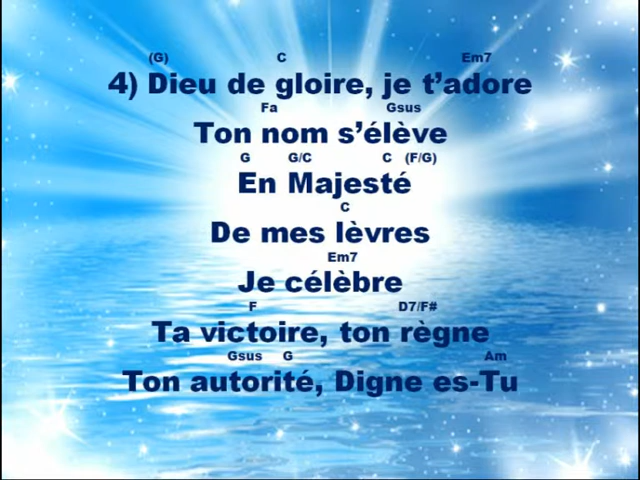 (G) C Em7
4) Dieu de gloire, je t’adore
Fa Gsus
Ton nom s’élève
G G/C C (F/G)
En Majesté
C
De mes lèvres
Em7
Je célèbre
F D7/F#
Ta victoire, ton règne
Gsus G Am
Ton autorité, Digne es-Tu